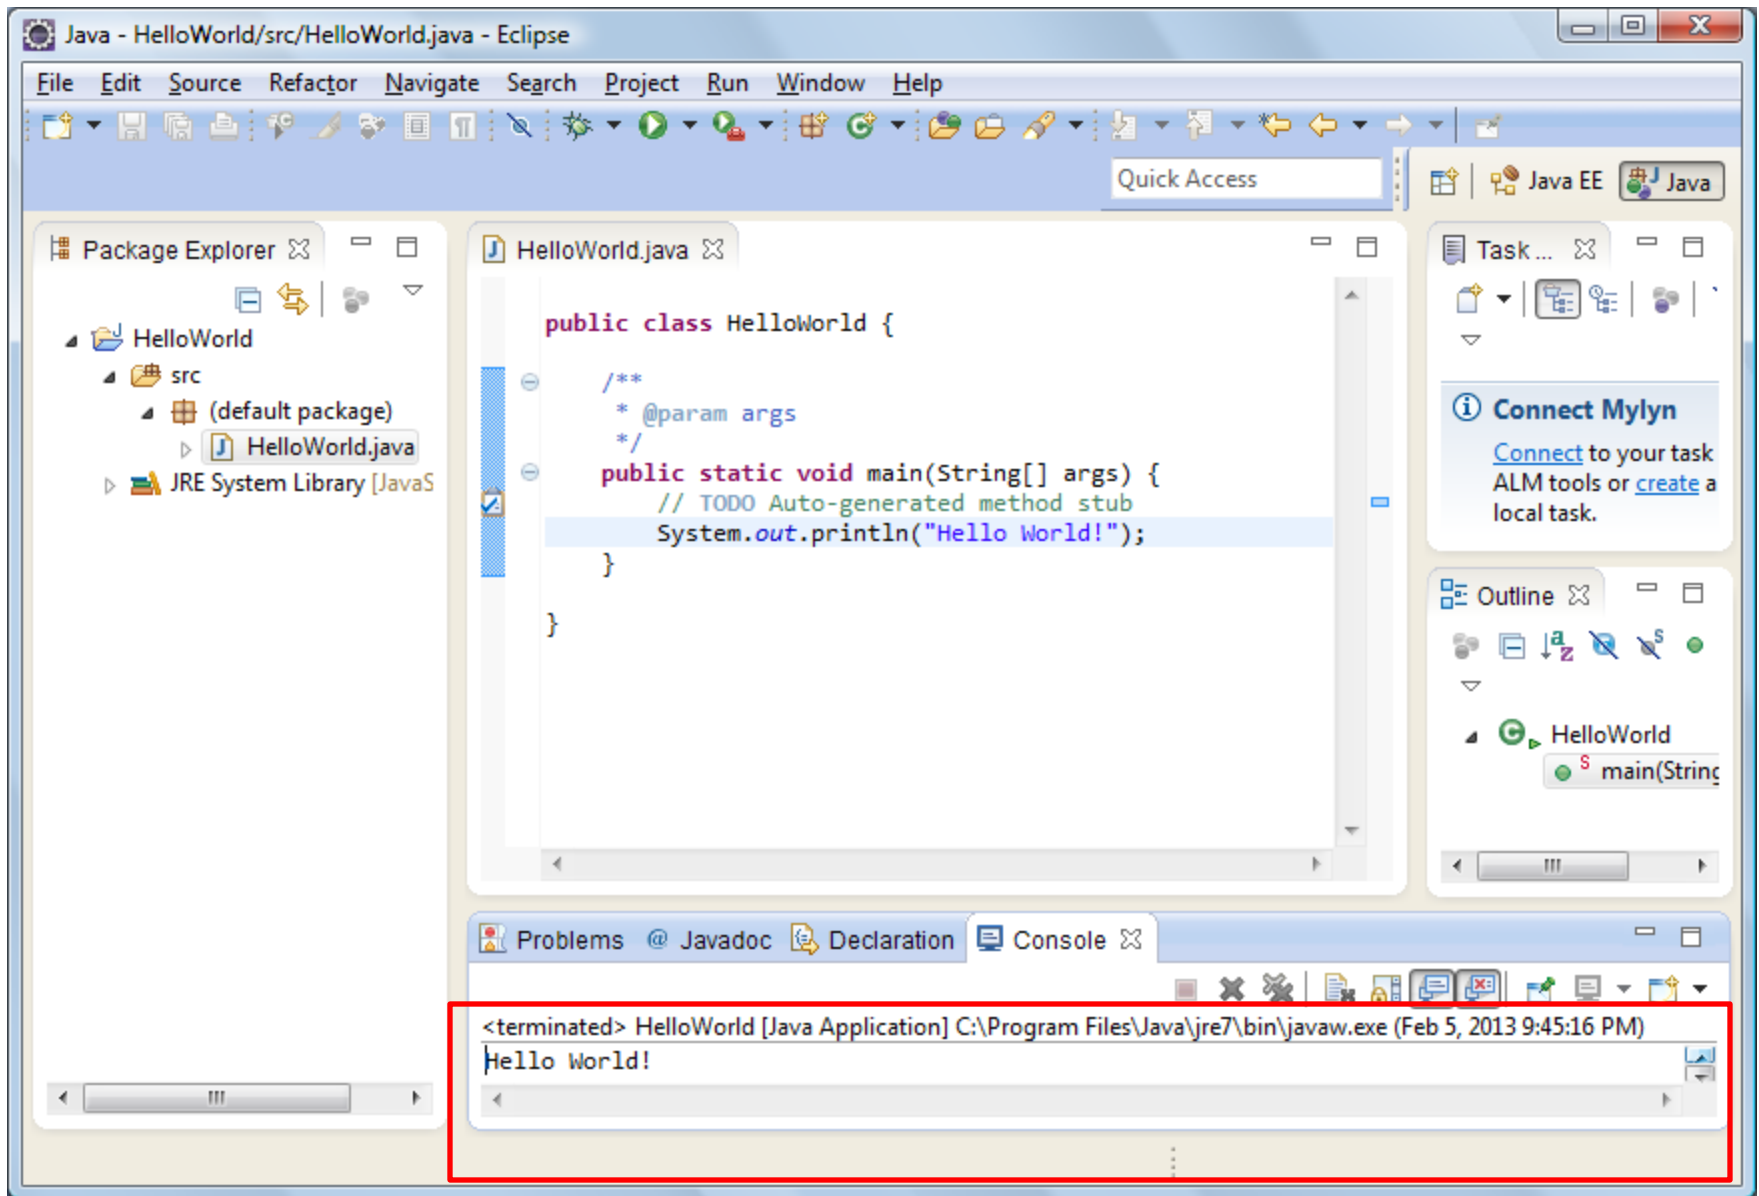 Java - HelloWorld/src/HelloWorld.java - Eclipse
File Edit Source Refactor Navigate Search Project Run Window Help
Quick Access
Java EE
Java
Package Explorer
HelloWorld
src
(default package)
HelloWorld.java
JRE System Library [JavaS
HelloWorld.java
public class HelloWorld {
/**
* @param args
*/
public static void main(String[] args) {
// TODO Auto-generated method stub
System.out.println("Hello World!");
}
}
Task ...
Connect Mylyn
Connect to your task
ALM tools or create a
local task.
Outline
HelloWorld
main(String
Problems @ Javadoc Declaration Console
<terminated> HelloWorld [Java Application] C:\Program Files\Java\jre7\bin\javaw.exe (Feb 5, 2013 9:45:16 PM)
Hello World!